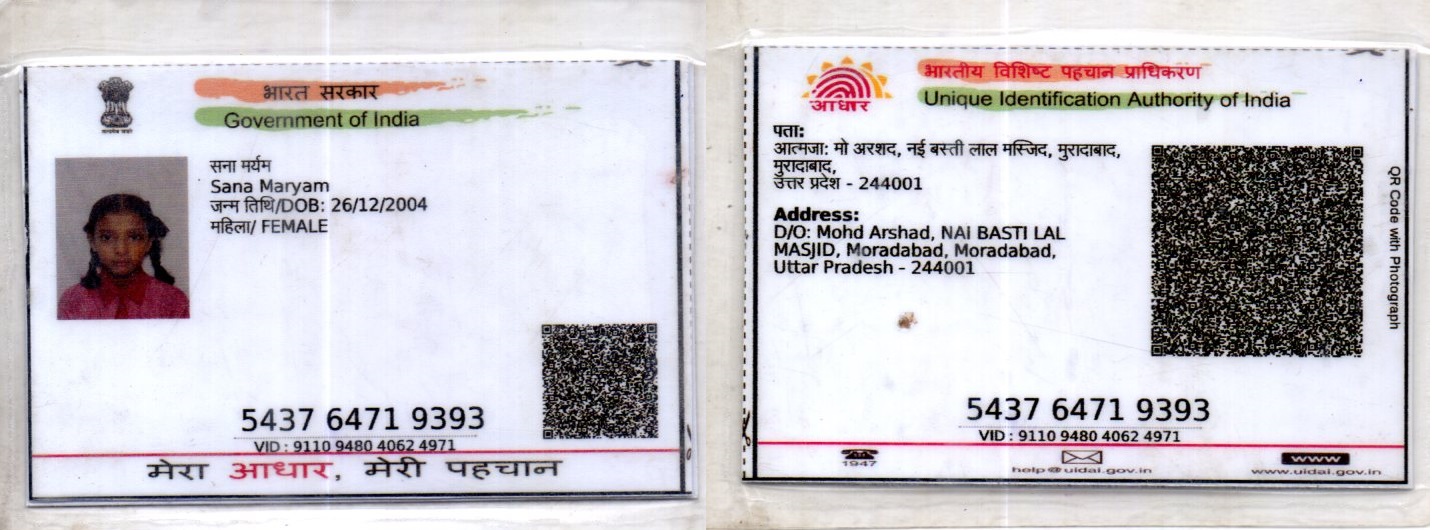 भारत सरकार
Government of India
सना मर्यम
Sana Maryam
जन्म तिथि/DOB: 26/12/2004
महिला/ FEMALE
5437 6471 9393
VID : 9110 9480 4062 4971
मेरा आधार, मेरी पहचान
आधार
भारतीय विशिष्ट पहचान प्राधिकरण
Unique Identification Authority of India
पता:
आत्मजा: मो अरशद, नई बस्ती लाल मस्जिद, मुरादाबाद,
मुरादाबाद,
उत्तर प्रदेश - 244001
Address:
D/O: Mohd Arshad, NAI BASTI LAL
MASJID, Moradabad, Moradabad,
Uttar Pradesh - 244001
QR Code with Photograph
5437 6471 9393
VID : 9110 9480 4062 4971
1947
help@uidai.gov.in
www
www.uidai.gov.in